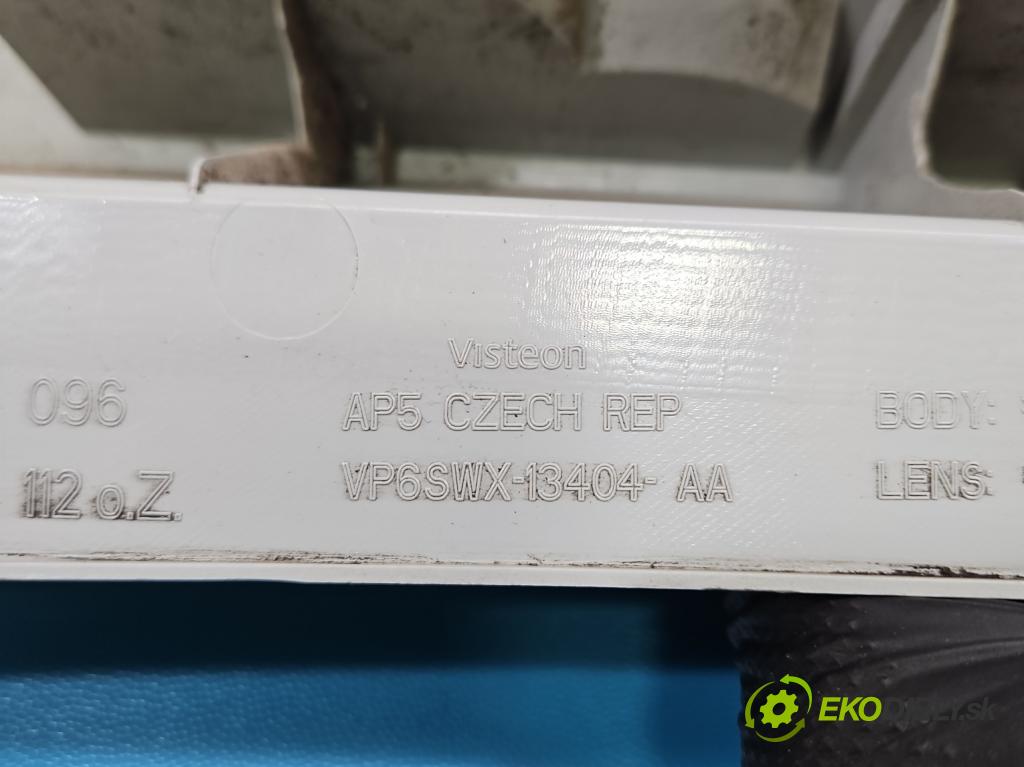 Visteon
096 AP5 CZECH REP BODY:
112 o.Z. VP6SWX-13404- AA LENS
EKODIELY.sk